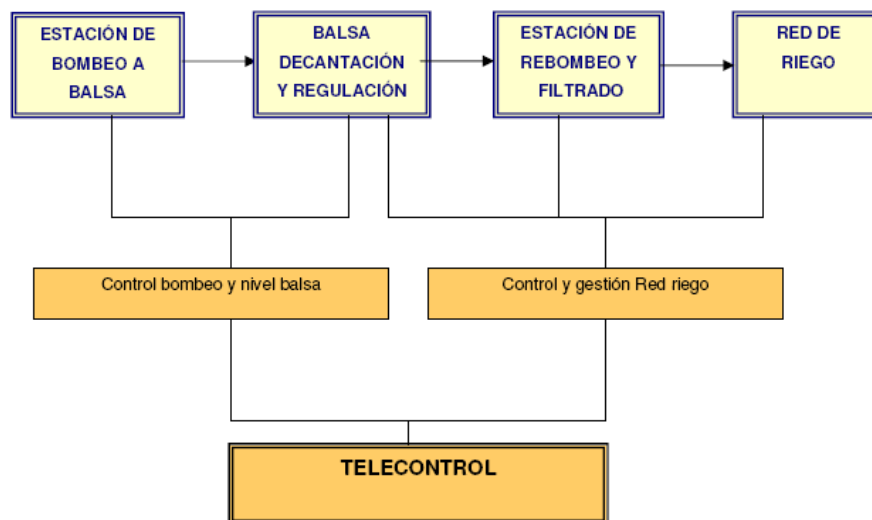 ESTACIÓN DE
BOMBEO A
BALSA
BALSA
DECANTACIÓN
Y REGULACIÓN
ESTACIÓN DE
REBOMBEO Y
FILTRADO
RED DE
RIEGO
Control bombeo y nivel balsa
Control y gestión Red riego
TELECONTROL